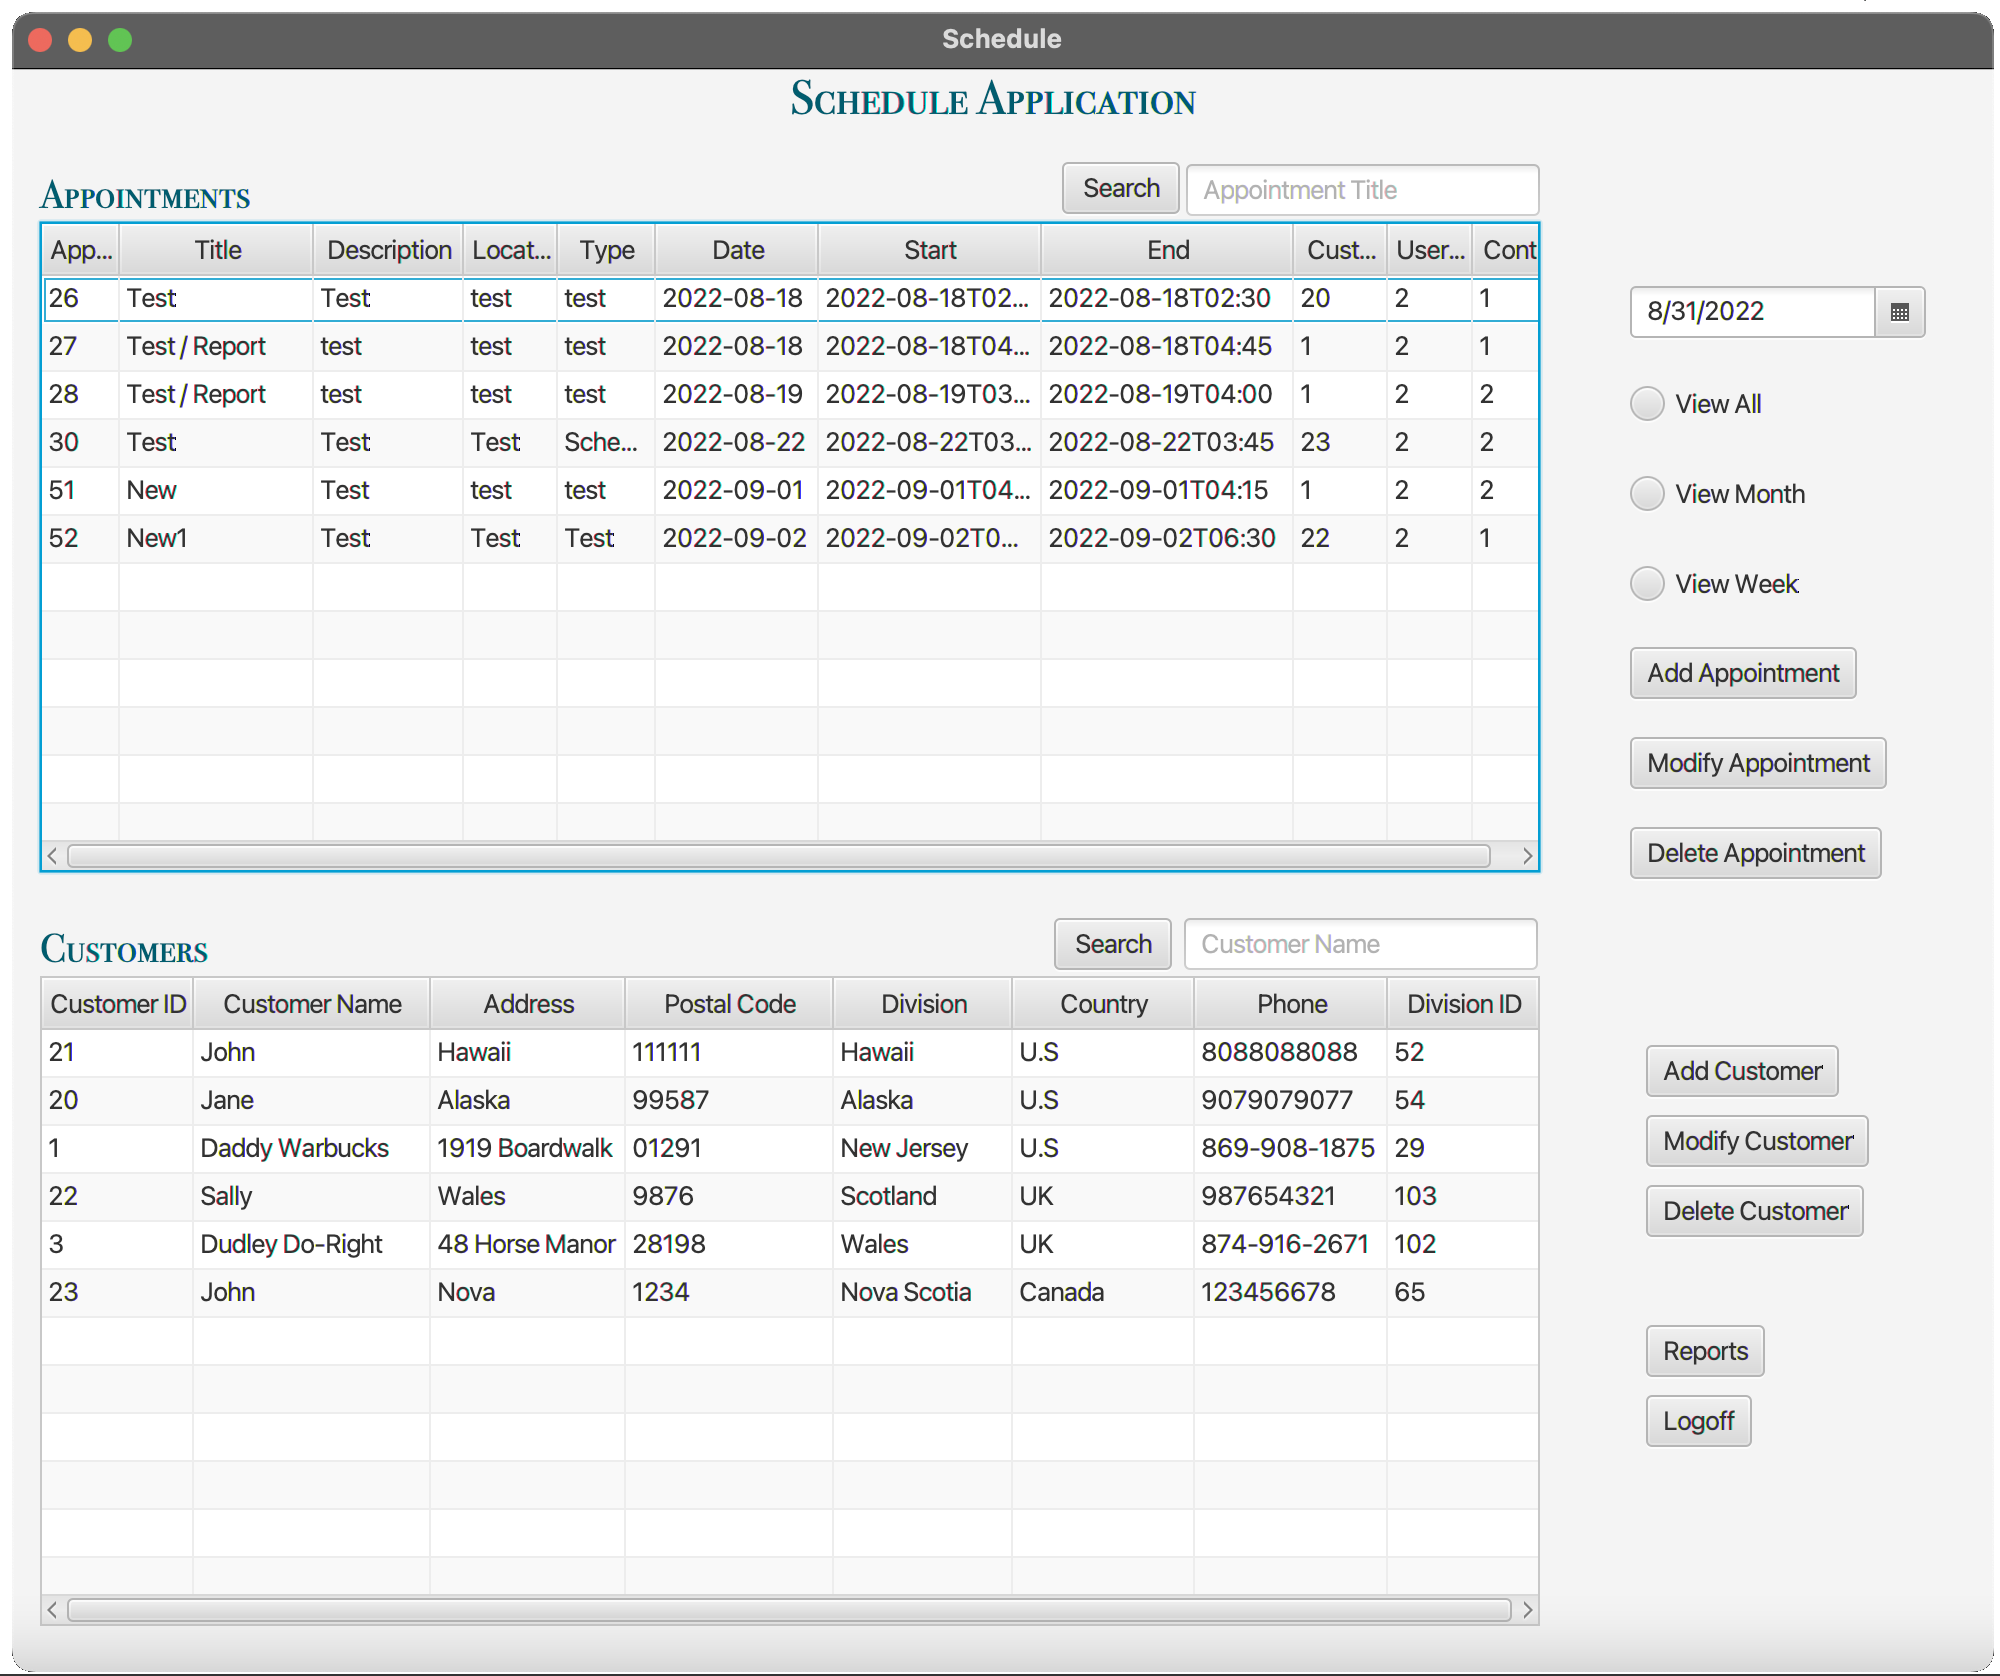 Schedule
Schedule Application
Appointments Search Appointment Title
App... Title Description Locat... Type Date Start End Cust... User... Cont
26 Test Test test test 2022-08-18 2022-08-18T02... 2022-08-18T02:30 20 2 1
27 Test / Report test test test 2022-08-18 2022-08-18T04... 2022-08-18T04:45 1 2 1
28 Test / Report test test test 2022-08-19 2022-08-19T03... 2022-08-19T04:00 1 2 2
30 Test Test Test Sche... 2022-08-22 2022-08-22T03... 2022-08-22T03:45 23 2 2
51 New Test test test 2022-09-01 2022-09-01T04... 2022-09-01T04:15 1 2 2
52 New1 Test Test Test 2022-09-02 2022-09-02T0... 2022-09-02T06:30 22 2 1
8/31/2022
View All
View Month
View Week
Add Appointment
Modify Appointment
Delete Appointment
Customers Search Customer Name
Customer ID Customer Name Address Postal Code Division Country Phone Division ID
21 John Hawaii 111111 Hawaii U.S 8088088088 52
20 Jane Alaska 99587 Alaska U.S 9079079077 54
1 Daddy Warbucks 1919 Boardwalk 01291 New Jersey U.S 869-908-1875 29
22 Sally Wales 9876 Scotland UK 987654321 103
3 Dudley Do-Right 48 Horse Manor 28198 Wales UK 874-916-2671 102
23 John Nova 1234 Nova Scotia Canada 123456678 65
Add Customer
Modify Customer
Delete Customer
Reports
Logoff